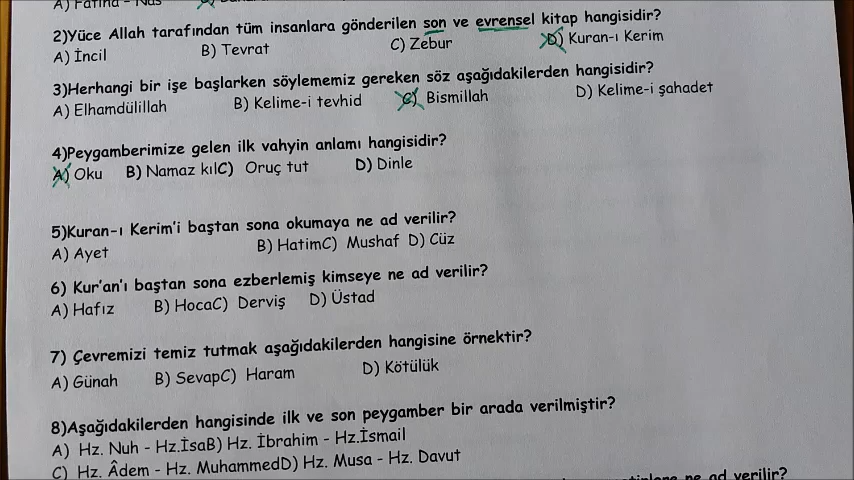 A) Fatiha - Nas
2)Yüce Allah tarafından tüm insanlara gönderilen son ve evrensel kitap hangisidir?
A) İncil B) Tevrat C) Zebur D) Kuran-ı Kerim
3)Herhangi bir işe başlarken söylememiz gereken söz aşağıdakilerden hangisidir?
A) Elhamdülillah B) Kelime-i tevhid C) Bismillah D) Kelime-i şahadet
4)Peygamberimize gelen ilk vahyin anlamı hangisidir?
A) Oku B) Namaz kılC) Oruç tut D) Dinle
5)Kuran-ı Kerim'i baştan sona okumaya ne ad verilir?
A) Ayet B) HatimC) Mushaf D) Cüz
6) Kur'an'ı baştan sona ezberlemiş kimseye ne ad verilir?
A) Hafız B) HocaC) Derviş D) Üstad
7) Çevremizi temiz tutmak aşağıdakilerden hangisine örnektir?
A) Günah B) SevapC) Haram D) Kötülük
8)Aşağıdakilerden hangisinde ilk ve son peygamber bir arada verilmiştir?
A) Hz. Nuh - Hz.İsaB) Hz. İbrahim - Hz.İsmail
C) Hz. Âdem - Hz. MuhammedD) Hz. Musa - Hz. Davut
ne ad verilir?